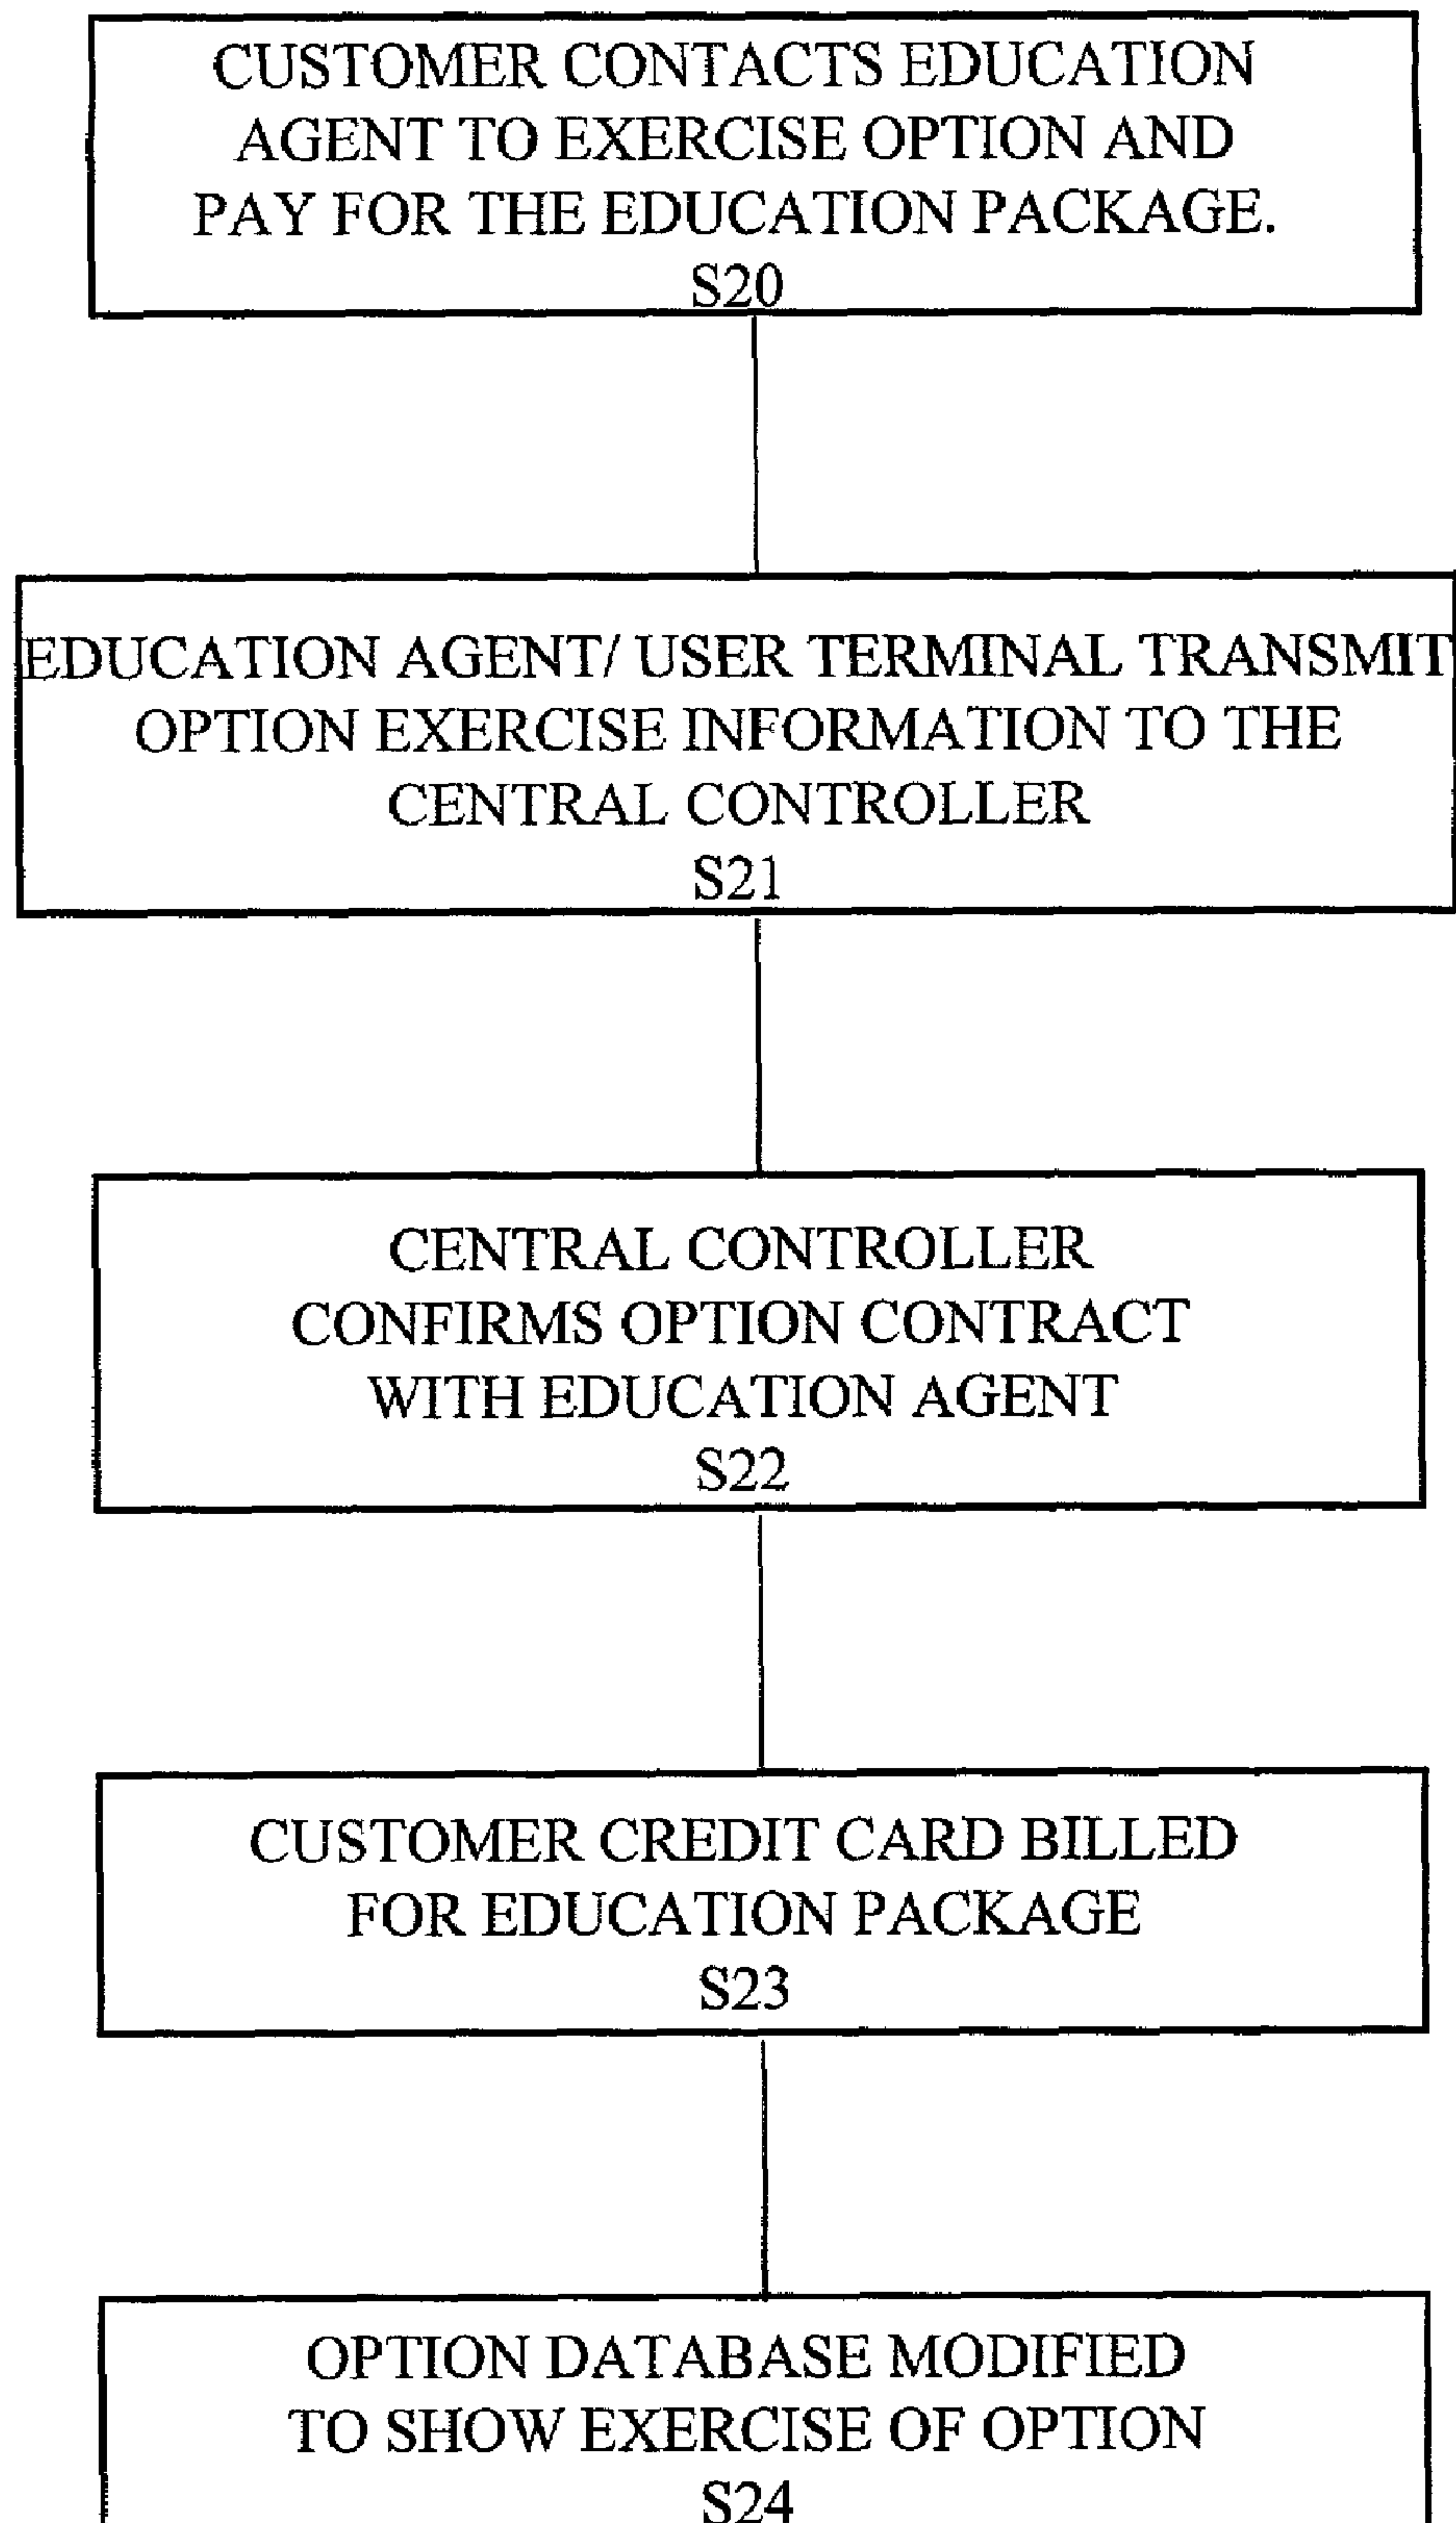 CUSTOMER CONTACTS EDUCATION
AGENT TO EXERCISE OPTION AND
PAY FOR THE EDUCATION PACKAGE.
S20
EDUCATION AGENT/ USER TERMINAL TRANSMIT
OPTION EXERCISE INFORMATION TO THE
CENTRAL CONTROLLER
S21
CENTRAL CONTROLLER
CONFIRMS OPTION CONTRACT
WITH EDUCATION AGENT
S22
CUSTOMER CREDIT CARD BILLED
FOR EDUCATION PACKAGE
S23
OPTION DATABASE MODIFIED
TO SHOW EXERCISE OF OPTION
S24